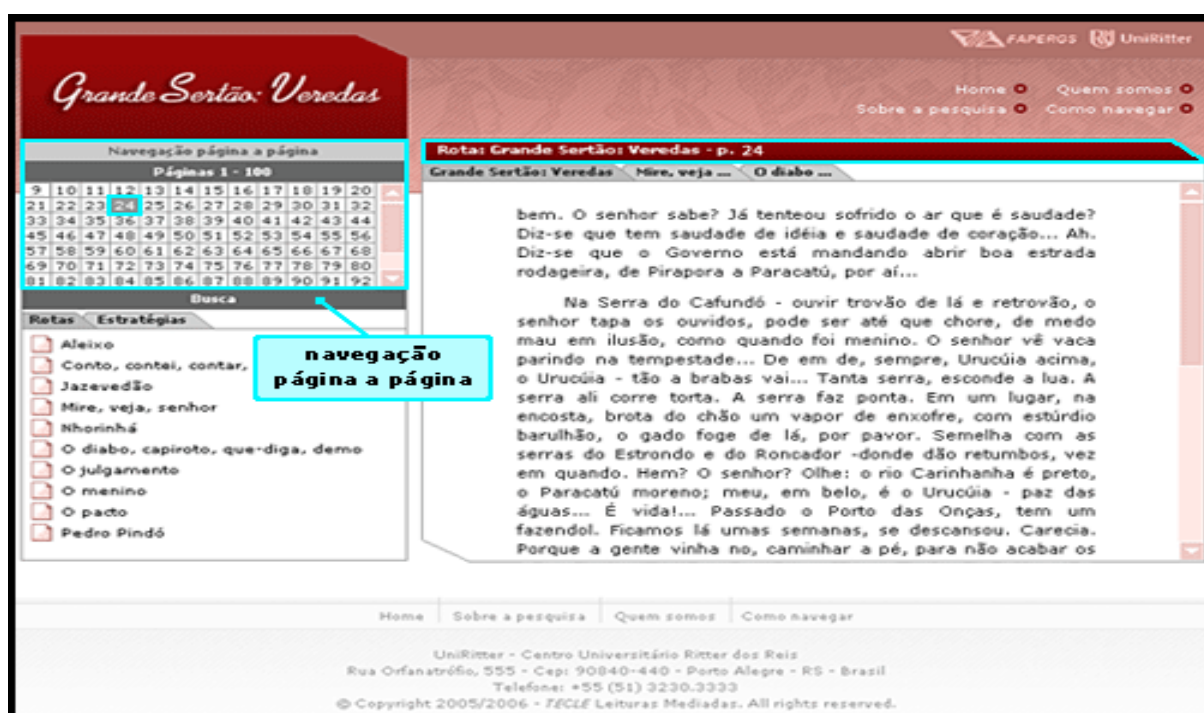 FAPERGS UniRitter
Grande Sertão: Veredas
Home Quem somos
Sobre a pesquisa Como navegar
Navegação página a página
Páginas 1 - 100
9 10 11 12 13 14 15 16 17 18 19 20
21 22 23 24 25 26 27 28 29 30 31 32
33 34 35 36 37 38 39 40 41 42 43 44
45 46 47 48 49 50 51 52 53 54 55 56
57 58 59 60 61 62 63 64 65 66 67 68
69 70 71 72 73 74 75 76 77 78 79 80
81 82 83 84 85 86 87 88 89 90 91 92
Busca
Rotas Estratégias
Aleixo
Conto, contei, contar,
Jazevedão
Mire, veja, senhor
Nhorinhá
O diabo, capiroto, que-diga, demo
O julgamento
O menino
O pacto
Pedro Pindó
navegação
página a página
Rota: Grande Sertão: Veredas - p. 24
Grande Sertão: Veredas Mire, veja ... O diabo ...
bem. O senhor sabe? Já tenteou sofrido o ar que é saudade?
Diz-se que tem saudade de idéia e saudade de coração... Ah.
Diz-se que o Governo está mandando abrir boa estrada
rodageira, de Pirapora a Paracatú, por aí...
Na Serra do Cafundó - ouvir trovão de lá e retrovão, o
senhor tapa os ouvidos, pode ser até que chore, de medo
mau em ilusão, como quando foi menino. O senhor vê vaca
parindo na tempestade... De em de, sempre, Urucúia acima,
o Urucúia - tão a brabas vai... Tanta serra, esconde a lua. A
serra ali corre torta. A serra faz ponta. Em um lugar, na
encosta, brota do chão um vapor de enxofre, com estúrdio
barulhão, o gado foge de lá, por pavor. Semelha com as
serras do Estrondo e do Roncador -donde dão retumbos, vez
em quando. Hem? O senhor? Olhe: o rio Carinhanha é preto,
o Paracatú moreno; meu, em belo, é o Urucúia - paz das
águas... É vida!... Passado o Porto das Onças, tem um
fazendol. Ficamos lá umas semanas, se descansou. Carecia.
Porque a gente vinha no, caminhar a pé, para não acabar os
Home Sobre a pesquisa Quem somos Como navegar
UniRitter - Centro Universitário Ritter dos Reis
Rua Orfanatrófio, 555 - Cep: 90840-440 - Porto Alegre - RS - Brasil
Telefone: +55 (51) 3230.3333
© Copyright 2005/2006 - TECLE Leituras Mediadas. All rights reserved.